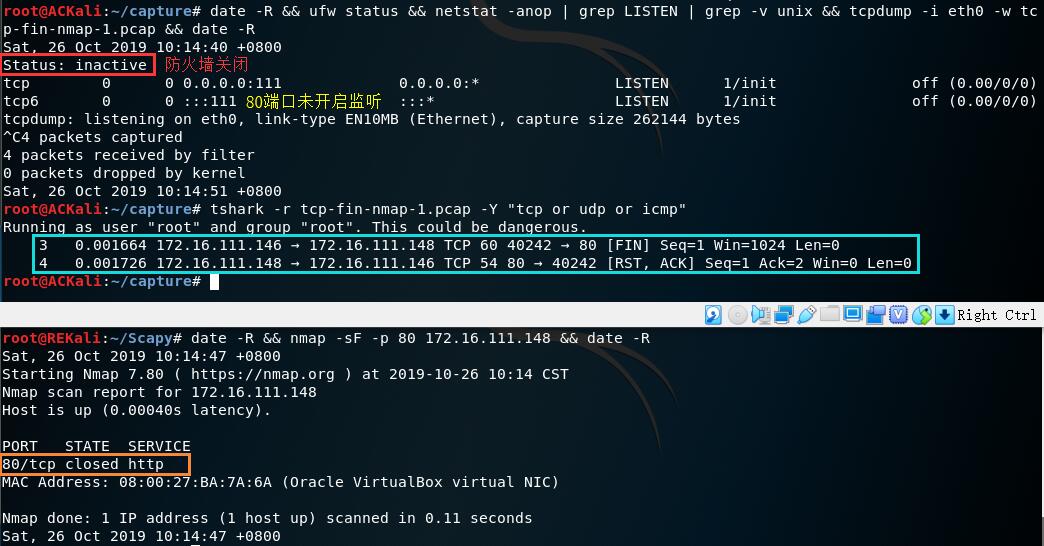 root@ACKali:~/capture# date -R && ufw status && netstat -anop | grep LISTEN | grep -v unix && tcpdump -i eth0 -w tc
p-fin-nmap-1.pcap && date -R
Sat, 26 Oct 2019 10:14:40 +0800
Status: inactive 防火墙关闭
tcp 0 0 0.0.0.0:111 0.0.0.0:* LISTEN 1/init off (0.00/0/0)
tcp6 0 0 :::111 80端口未开启监听 :::* LISTEN 1/init off (0.00/0/0)
tcpdump: listening on eth0, link-type EN10MB (Ethernet), capture size 262144 bytes
^C4 packets captured
4 packets received by filter
0 packets dropped by kernel
Sat, 26 Oct 2019 10:14:51 +0800
root@ACKali:~/capture# tshark -r tcp-fin-nmap-1.pcap -Y "tcp or udp or icmp"
Running as user "root" and group "root". This could be dangerous.
3 0.001664 172.16.111.146 → 172.16.111.148 TCP 60 40242 → 80 [FIN] Seq=1 Win=1024 Len=0
4 0.001726 172.16.111.148 → 172.16.111.146 TCP 54 80 → 40242 [RST, ACK] Seq=1 Ack=2 Win=0 Len=0
root@ACKali:~/capture#
Right Ctrl
root@REKali:~/Scapy# date -R && nmap -sF -p 80 172.16.111.148 && date -R
Sat, 26 Oct 2019 10:14:47 +0800
Starting Nmap 7.80 ( https://nmap.org ) at 2019-10-26 10:14 CST
Nmap scan report for 172.16.111.148
Host is up (0.00040s latency).
PORT STATE SERVICE
80/tcp closed http
MAC Address: 08:00:27:BA:7A:6A (Oracle VirtualBox virtual NIC)
Nmap done: 1 IP address (1 host up) scanned in 0.11 seconds
Sat, 26 Oct 2019 10:14:47 +0800